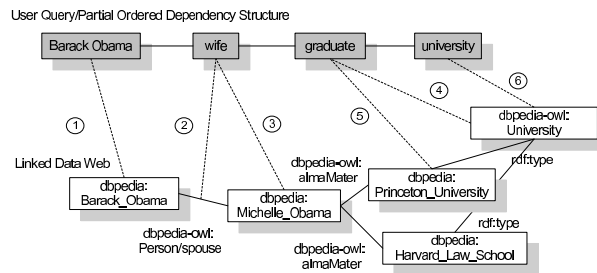 User Query/Partial Ordered Dependency Structure
Barack Obama
wife
graduate
university
1
2
3
4
5
6
Linked Data Web
dbpedia-owl:
University
rdf:type
dbpedia:
Barack_Obama
dbpedia-owl:
Person/spouse
dbpedia:
Michelle_Obama
dbpedia-owl:
almaMater
dbpedia:
Princeton_University
rdf:type
dbpedia-owl:
almaMater
dbpedia:
Harvard_Law_School